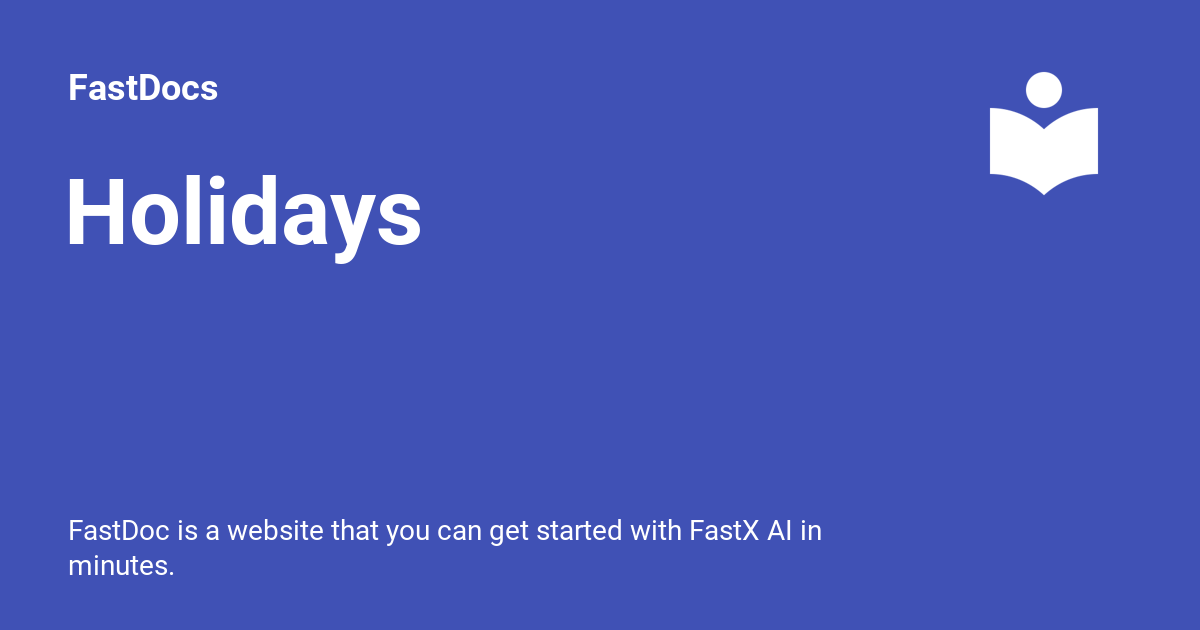 FastDocs
Holidays
FastDoc is a website that you can get started with FastX AI in
minutes.